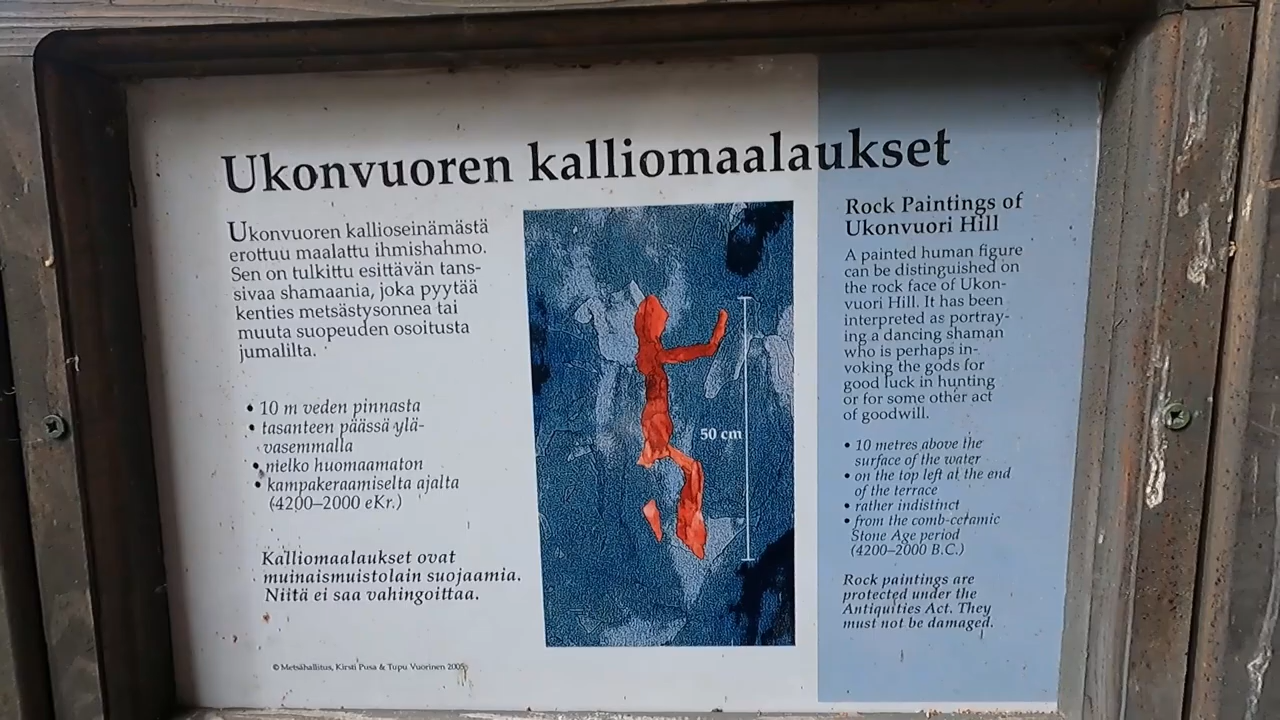 Ukonvuoren kalliomaalaukset
Ukonvuoren kallioseinämästä
erottuu maalattu ihmishahmo.
Sen on tulkittu esittävän tans-
sivaa shamaania, joka pyytää
kenties metsästysonnea tai
muuta suopeuden osoitusta
jumalilta.
• 10 m veden pinnasta
• tasanteen päässä ylä-
vasemmalla
• melko huomaamaton
• kampakeraamiselta ajalta
(4200–2000 eKr.)
Kalliomaalaukset ovat
muinaismuistolain suojaamia.
Niitä ei saa vahingoittaa.
© Metsähallitus, Kirsti Pusa & Tupu Vuorinen 2005
50 cm
Rock Paintings of
Ukonvuori Hill
A painted human figure
can be distinguished on
the rock face of Ukon-
vuori Hill. It has been
interpreted as portray-
ing a dancing shaman
who is perhaps in-
voking the gods for
good luck in hunting
or for some other act
of goodwill.
• 10 metres above the
surface of the water
• on the top left at the end
of the terrace
• rather indistinct
• from the comb-ceramic
Stone Age period
(4200–2000 B.C.)
Rock paintings are
protected under the
Antiquities Act. They
must not be damaged.